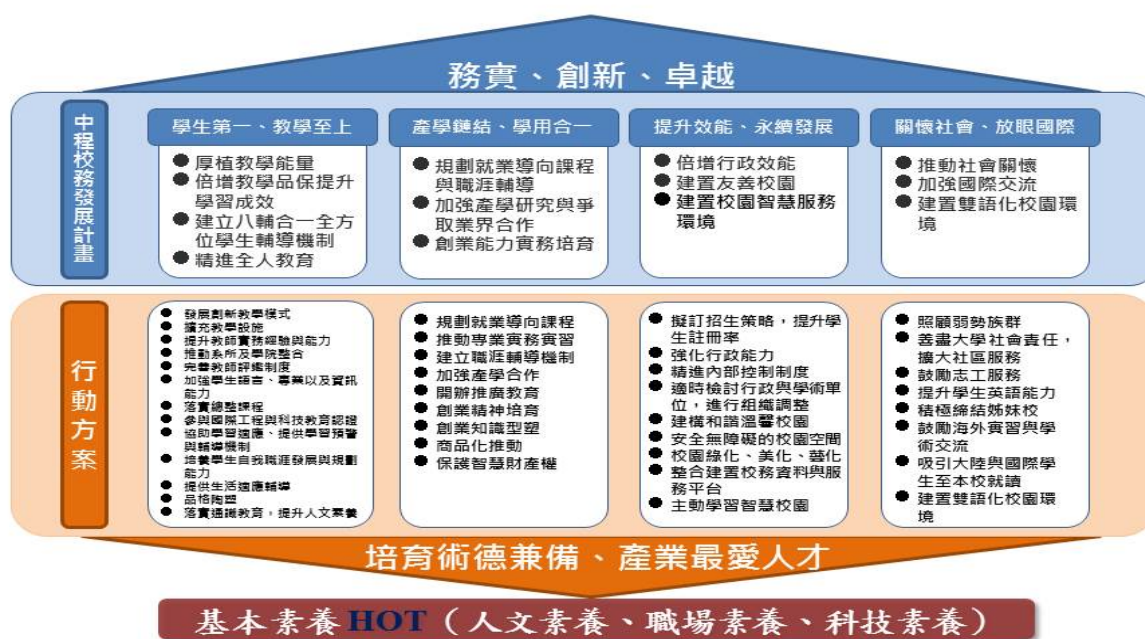 務實、創新、卓越
中程校務發展計畫
學生第一、教學至上
● 厚植教學能量
● 倍增教學品保提升
學習成效
● 建立八輔合一全方
位學生輔導機制
● 精進全人教育
產學鏈結、學用合一
● 規劃就業導向課程
與職涯輔導
● 加強產學研究與爭
取業界合作
● 創業能力實務培育
提升效能、永續發展
● 倍增行政效能
● 建置友善校園
● 建置校園智慧服務
環境
關懷社會、放眼國際
● 推動社會關懷
● 加強國際交流
● 建置雙語化校園環
境
行動方案
● 發展創新教學模式
● 擴充教學設施
● 提升教師實務經驗與能力
● 推動系所及學院整合
● 完善教師評鑑制度
● 加強學生語言、專業以及資訊
能力
● 落實總整課程
● 參與國際工程與科技教育認證
● 協助學習適應、提供學習預警
與輔導機制
● 培養學生自我職涯發展與規劃
能力
● 提供生活適應輔導
● 品格陶塑
● 落實通識教育，提升人文素養
● 規劃就業導向課程
● 推動專業實務實習
● 建立職涯輔導機制
● 加強產學合作
● 開辦推廣教育
● 創業精神培育
● 創業知識型塑
● 商品化推動
● 保護智慧財產權
● 擬訂招生策略，提升學
生註冊率
● 強化行政能力
● 精進內部控制制度
● 適時檢討行政與學術單
位，進行組織調整
● 建構和諧溫馨校園
● 安全無障礙的校園空間
● 校園綠化、美化、藝化
● 整合建置校務資料與服
務平台
● 主動學習智慧校園
● 照顧弱勢族群
● 善盡大學社會責任，
擴大社區服務
● 鼓勵志工服務
● 提升學生英語能力
● 積極締結姊妹校
● 鼓勵海外實習與學
術交流
● 吸引大陸與國際學
生至本校就讀
● 建置雙語化校園環
境
培育術德兼備、產業最愛人才
基本素養 HOT（人文素養、職場素養、科技素養）